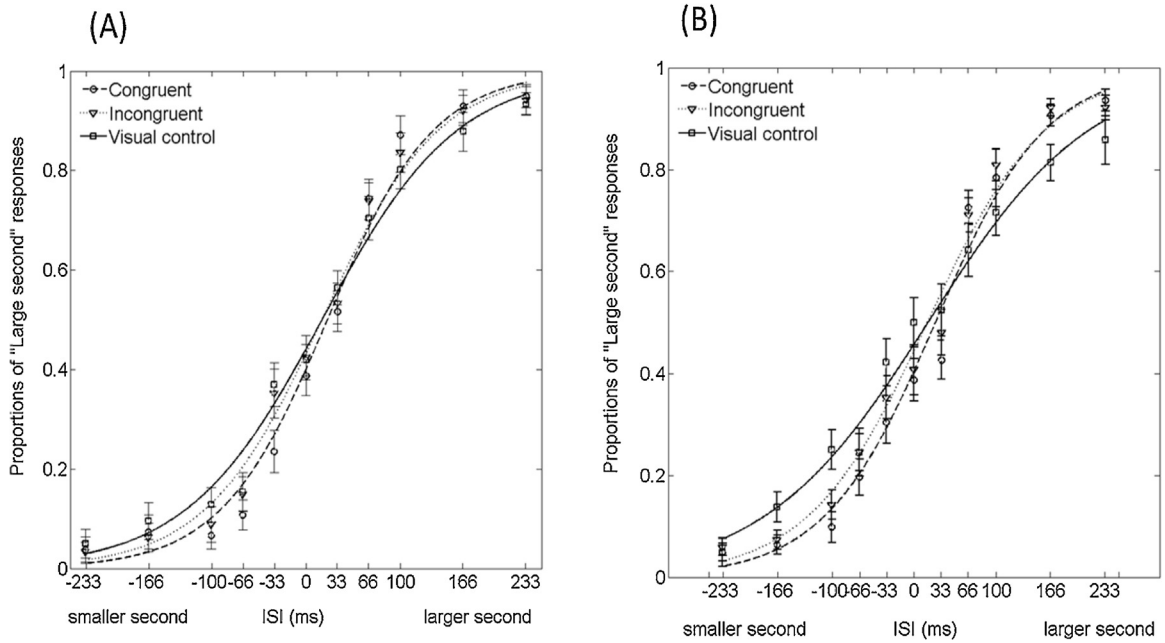 (A)
1
Congruent
Incongruent
Visual control
0.8
0.6
0.4
0.2
0
Proportions of "Large second" responses
-233 -166 -100 -66 -33 0 33 66 100 166 233
smaller second ISI (ms) larger second
(B)
1
Congruent
Incongruent
Visual control
0.8
0.6
0.4
0.2
0
Proportions of "Large second" responses
-233 -166 -100 -66 -33 0 33 66 100 166 233
smaller second ISI (ms) larger second